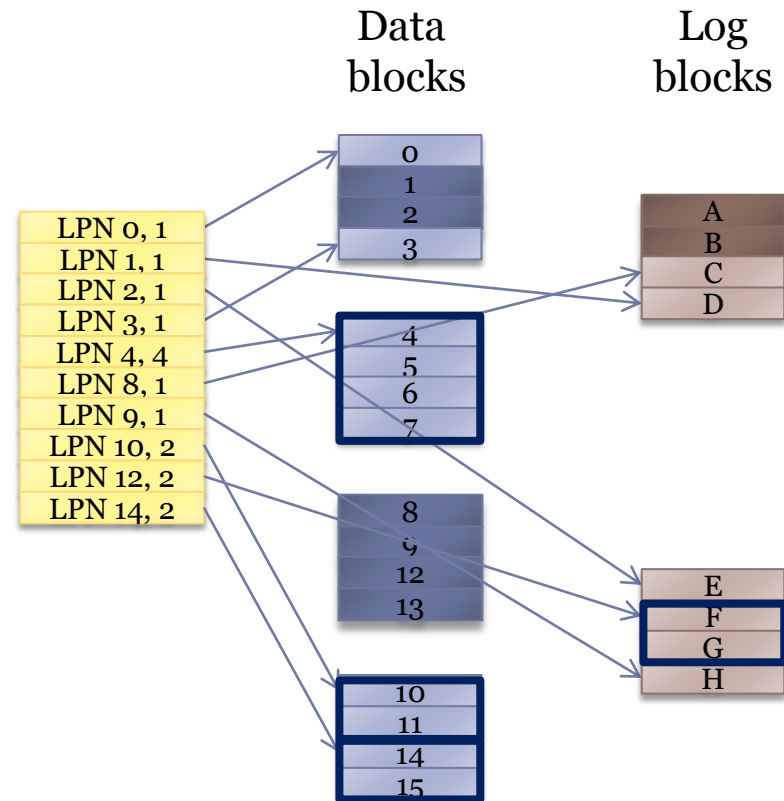 Data
blocks
Log
blocks
LPN 0, 1
LPN 1, 1
LPN 2, 1
LPN 3, 1
LPN 4, 4
LPN 8, 1
LPN 9, 1
LPN 10, 2
LPN 12, 2
LPN 14, 2
0
1
2
3
4
5
6
7
8
9
12
13
10
11
14
15
A
B
C
D
E
F
G
H